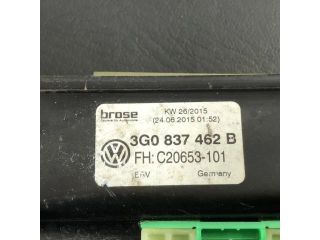 brose
KW 26/2015
(24.06.2015 01:52)
3G0 837 462 B
FH: C20653-101
Germany